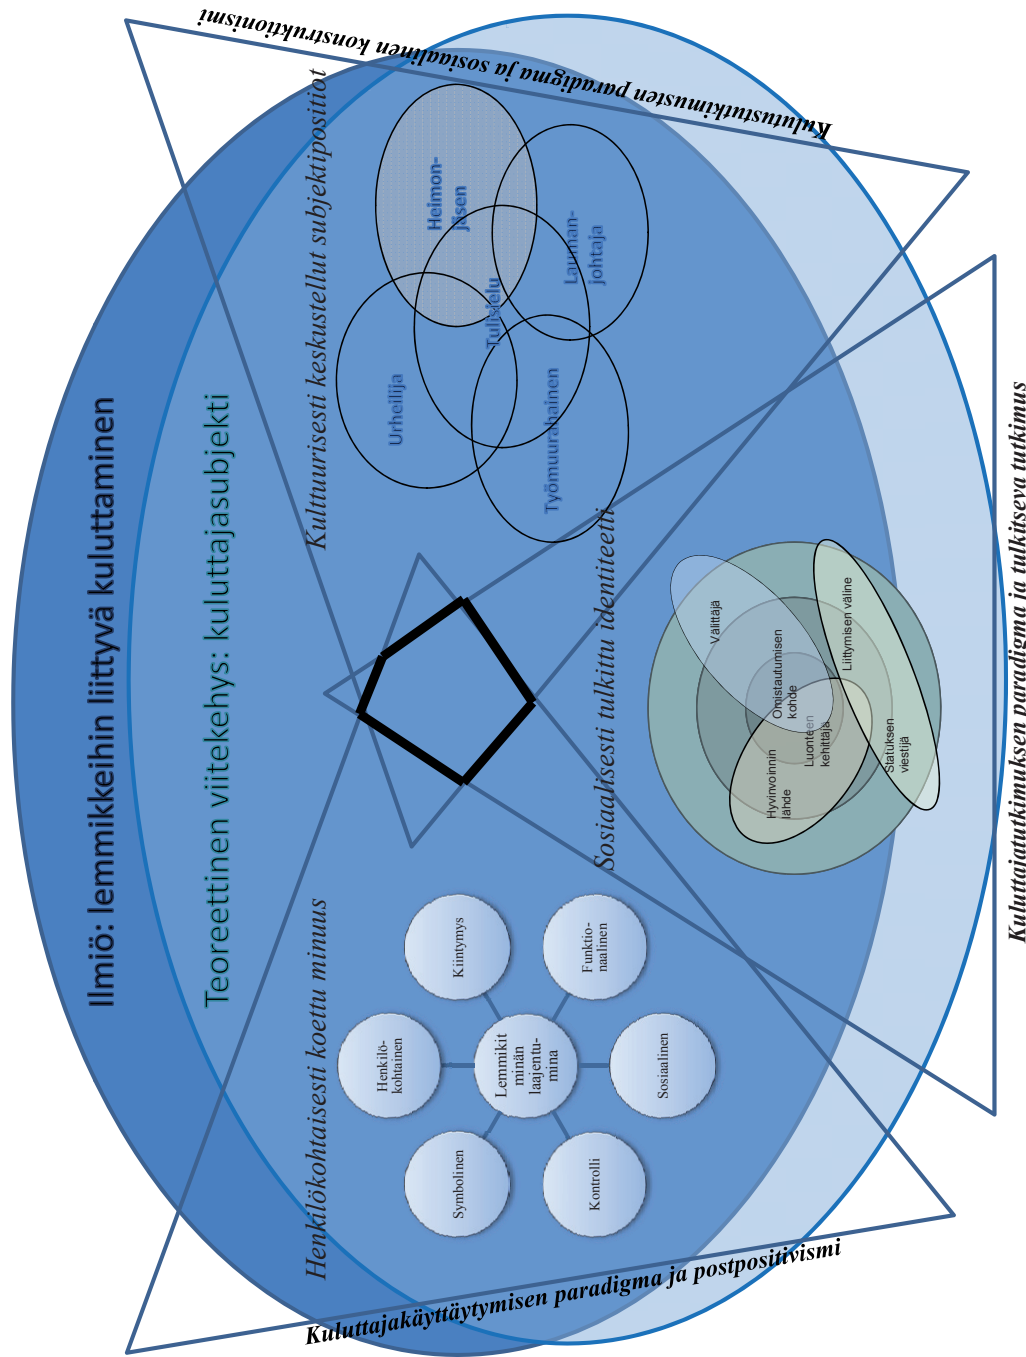 Ilmiö: lemmikkeihin liittyvä kuluttaminen
Teoreettinen viitekehys: kuluttajasubjekti
Henkilökohtaisesti koettu minuus
Henkilö-
kohtainen
Symbolinen
Kiintymys
Lemmikit
minän
laajentu-
mina
Kontrolli
Funktio-
naalinen
Sosiaalinen
Kulttuurisesti keskustellut subjektipositiot
Urheilija
Heimon-
jäsen
Tulisielu
Työmuurahainen
Lauman-
johtaja
Sosiaalisesti tulkittu identiteetti
Välittäjä
Omistautumisen
kohde
Hyvinvoinnin
lähde
Luonteen
kehittäjä
Liittymisen väline
Statuksen
viestijä
Kuluttajakäyttäytymisen paradigma ja postpositivismi
Kuluttajatutkimuksen paradigma ja tulkitseva tutkimus
Kulutustutkimusten paradigma ja sosiaalinen konstruktionismi